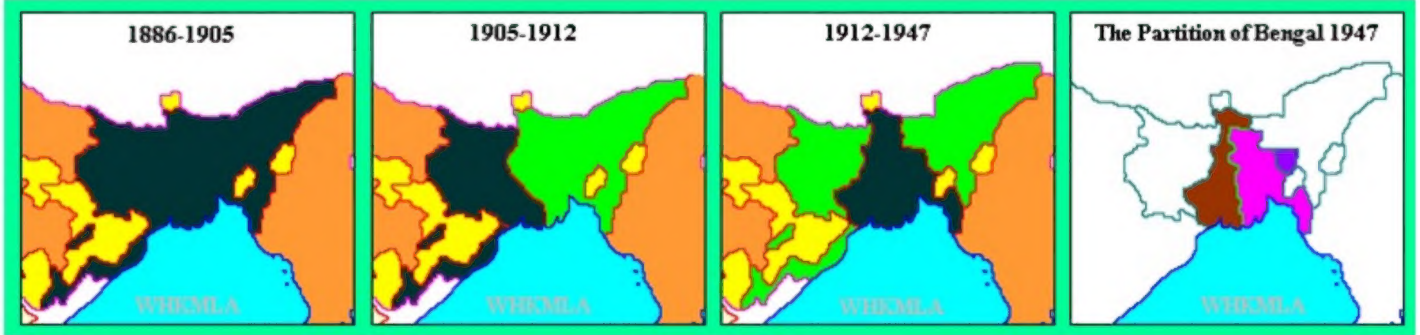 1886-1905
1905-1912
1912-1947
The Partition of Bengal 1947
WHKMLA
WHKMLA
WHKMLA
WHKMLA